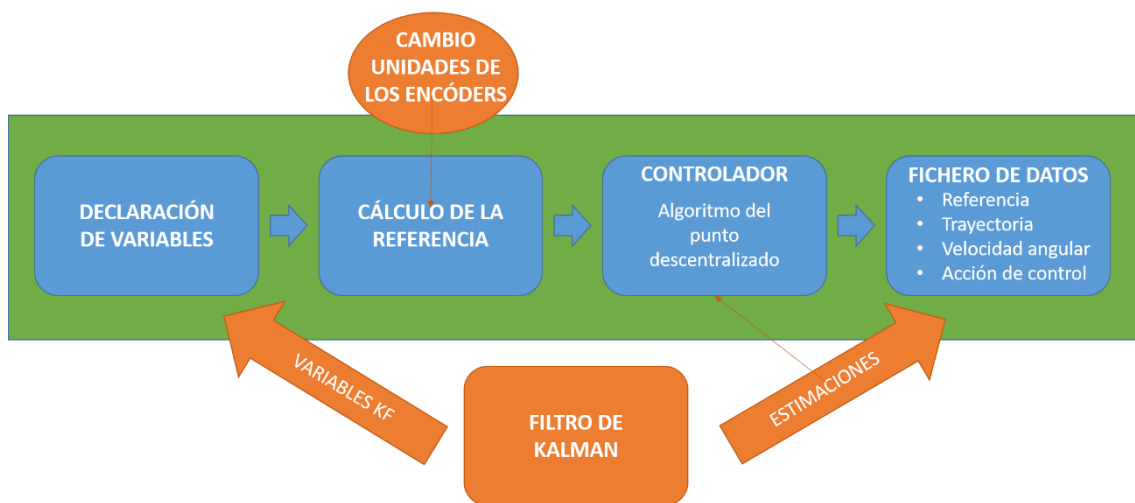 CAMBIO
UNIDADES DE
LOS ENCÓDERS
DECLARACIÓN
DE VARIABLES
CÁLCULO DE LA
REFERENCIA
CONTROLADOR
Algoritmo del
punto
descentralizado
FICHERO DE DATOS
• Referencia
• Trayectoria
• Velocidad angular
• Acción de control
VARIABLES KF
FILTRO DE
KALMAN
ESTIMACIONES